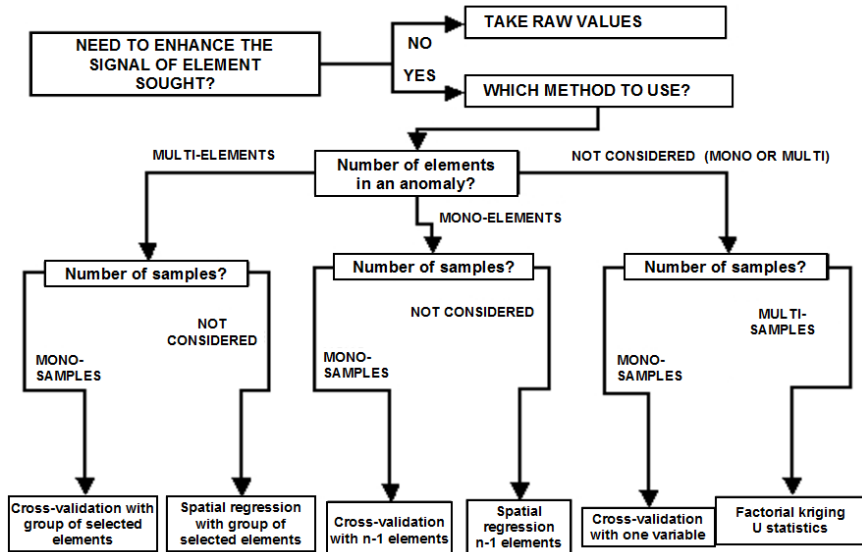 NEED TO ENHANCE THE
SIGNAL OF ELEMENT
SOUGHT?
NO
YES
TAKE RAW VALUES
WHICH METHOD TO USE?
MULTI-ELEMENTS
Number of elements
in an anomaly?
NOT CONSIDERED (MONO OR MULTI)
MONO-ELEMENTS
Number of samples?
Number of samples?
Number of samples?
NOT
CONSIDERED
MONO-
SAMPLES
NOT CONSIDERED
MONO-
SAMPLES
MULTI-
SAMPLES
MONO-
SAMPLES
Cross-validation with
group of selected
elements
Spatial regression
with group of
selected elements
Cross-validation
with n-1 elements
Spatial
regression
n-1 elements
Cross-validation
with one variable
Factorial kriging
U statistics